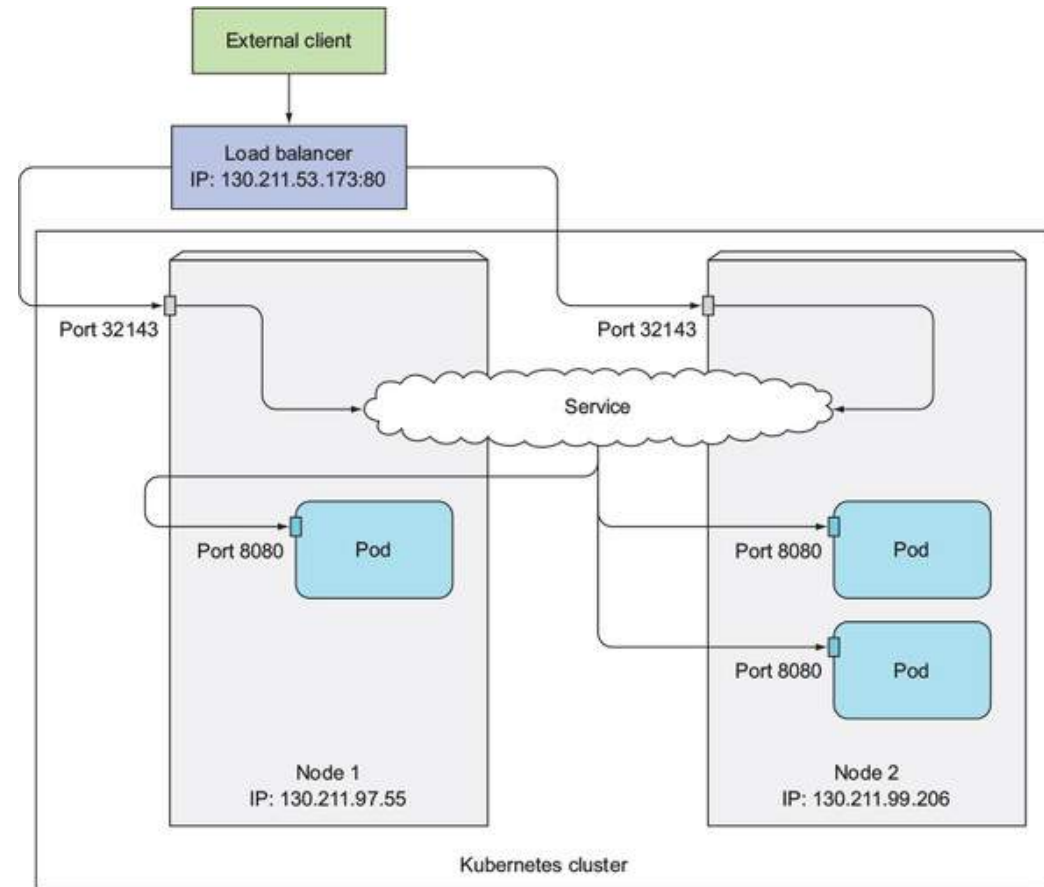 External client
Load balancer
IP: 130.211.53.173:80
Port 32143
Port 32143
Service
Port 8080
Pod
Port 8080
Pod
Port 8080
Pod
Node 1
IP: 130.211.97.55
Node 2
IP: 130.211.99.206
Kubernetes cluster